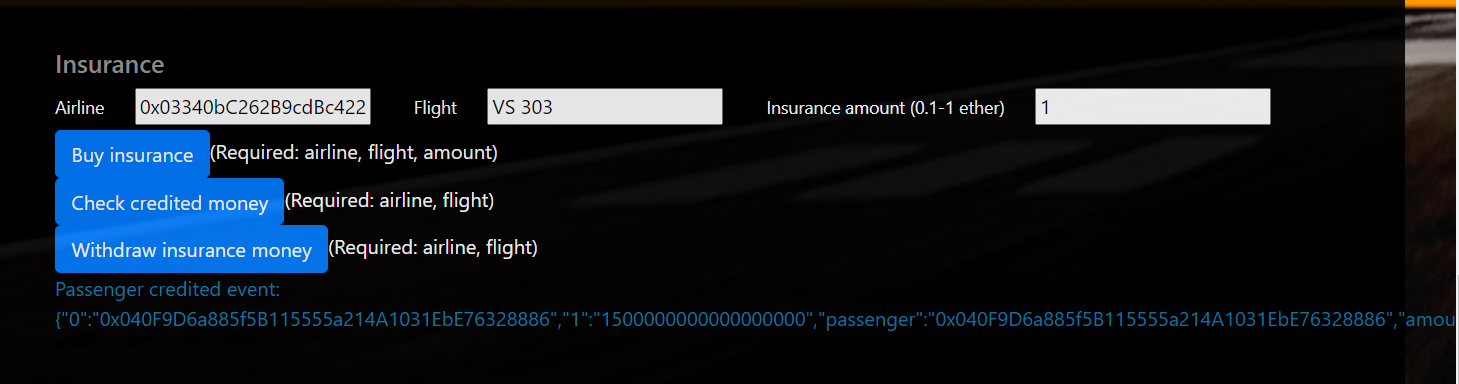 Insurance
Airline 0x03340bC262B9cdBc422 Flight VS 303 Insurance amount (0.1-1 ether) 1
Buy insurance (Required: airline, flight, amount)
Check credited money (Required: airline, flight)
Withdraw insurance money (Required: airline, flight)
Passenger credited event:
{"0":"0x040F9D6a885f5B115555a214A1031EbE76328886","1":"1500000000000000000","passenger":"0x040F9D6a885f5B115555a214A1031EbE76328886","amou